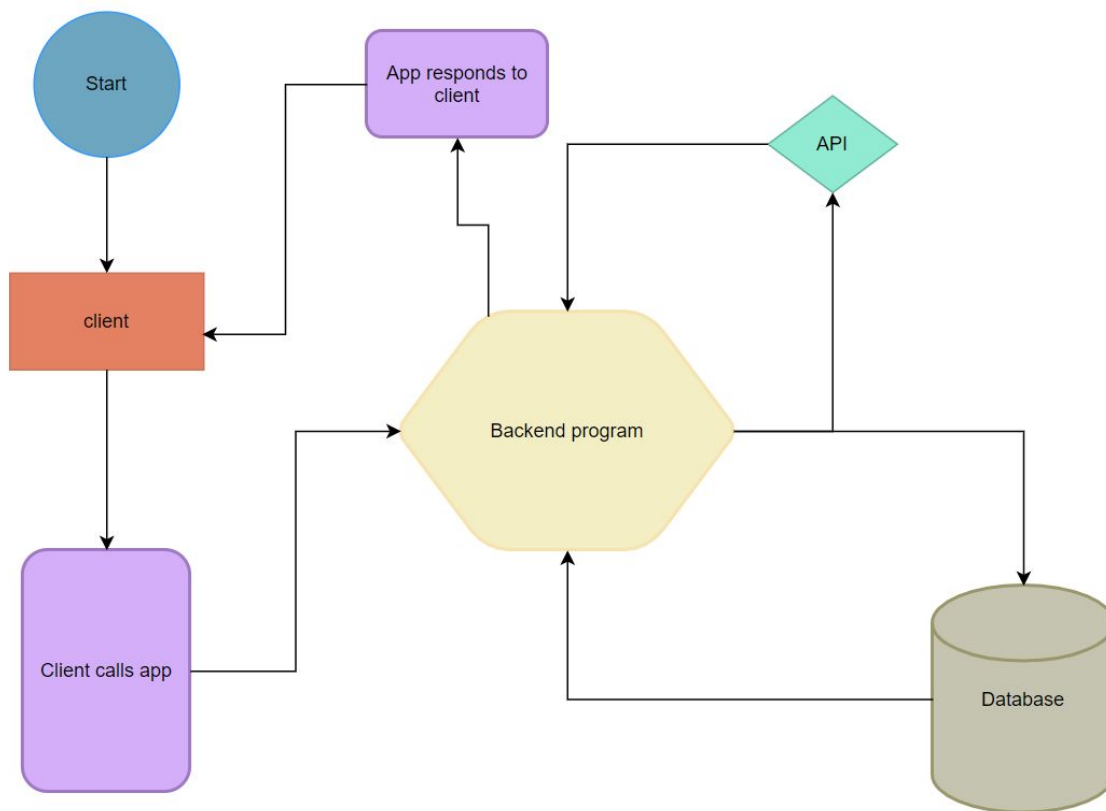 Start
App responds to
client
API
client
Backend program
Client calls app
Database